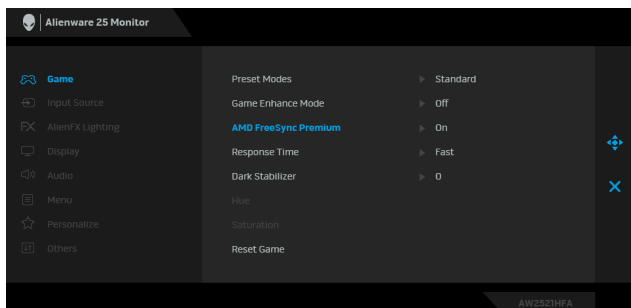 Alienware 25 Monitor
Game
Preset Modes Standard
Input Source
Game Enhance Mode Off
AlienFX Lighting
AMD FreeSync Premium On
Display
Response Time Fast
Audio
Dark Stabilizer 0
Menu
Hue
Personalize
Saturation
Others
Reset Game
AW2521HFA